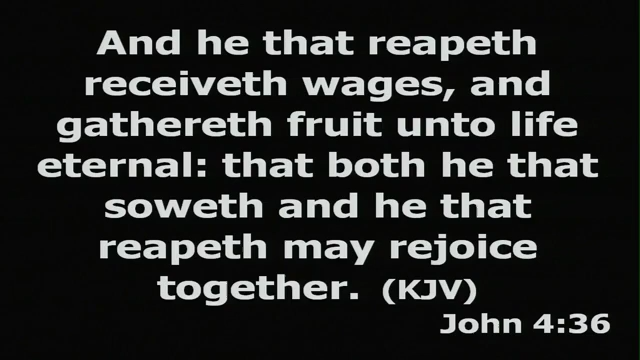 And he that reapeth
receiveth wages, and
gathereth fruit unto life
eternal: that both he that
soweth and he that
reapeth may rejoice
together. (KJV)
John 4:36